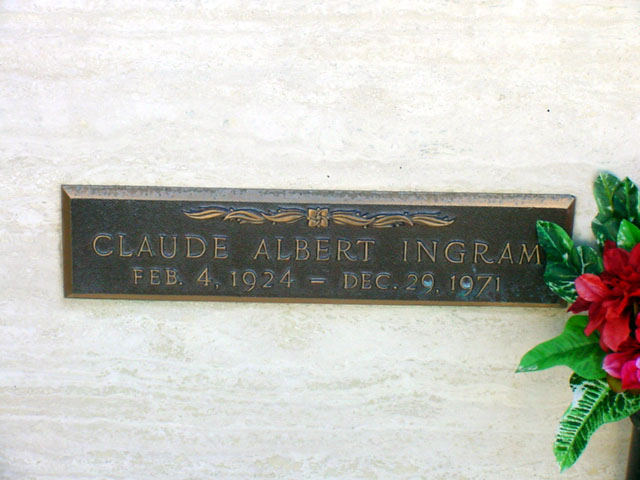 CLAUDE ALBERT INGRAM
FEB. 4, 1924 – DEC. 29, 1971